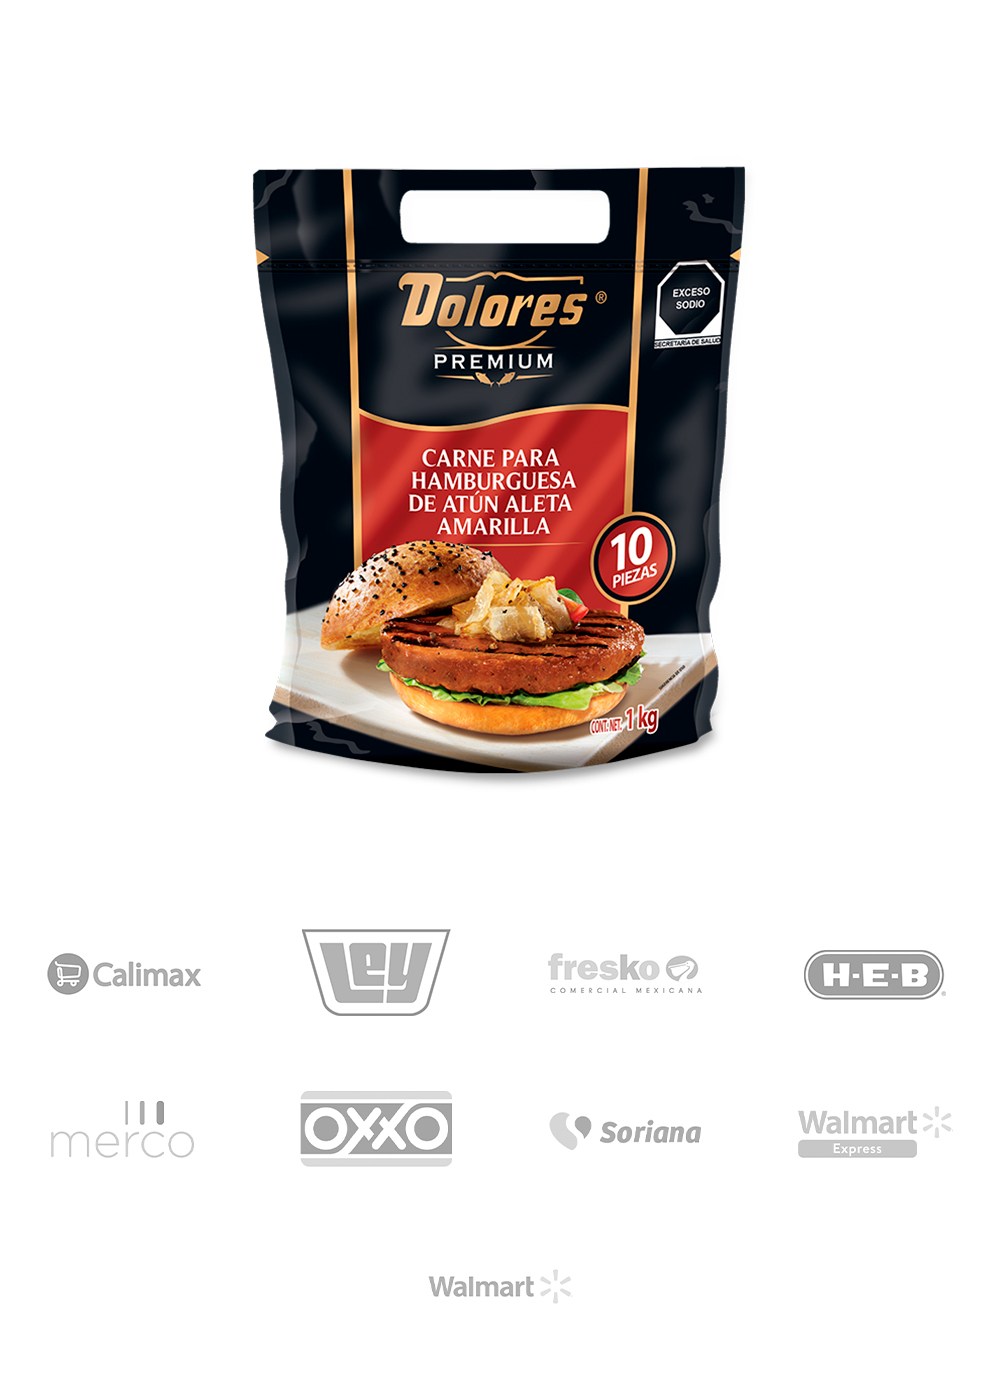 Dolores®
PREMIUM
EXCESO
SODIO
SECRETARÍA DE SALUD
CARNE PARA
HAMBURGUESA
DE ATÚN ALETA
AMARILLA
10
PIEZAS
CONT. NET. 1 kg
Calimax
Ley
fresko
COMERCIAL MEXICANA
H-E-B®
merco
OXXO
Soriana
Walmart
Express
Walmart